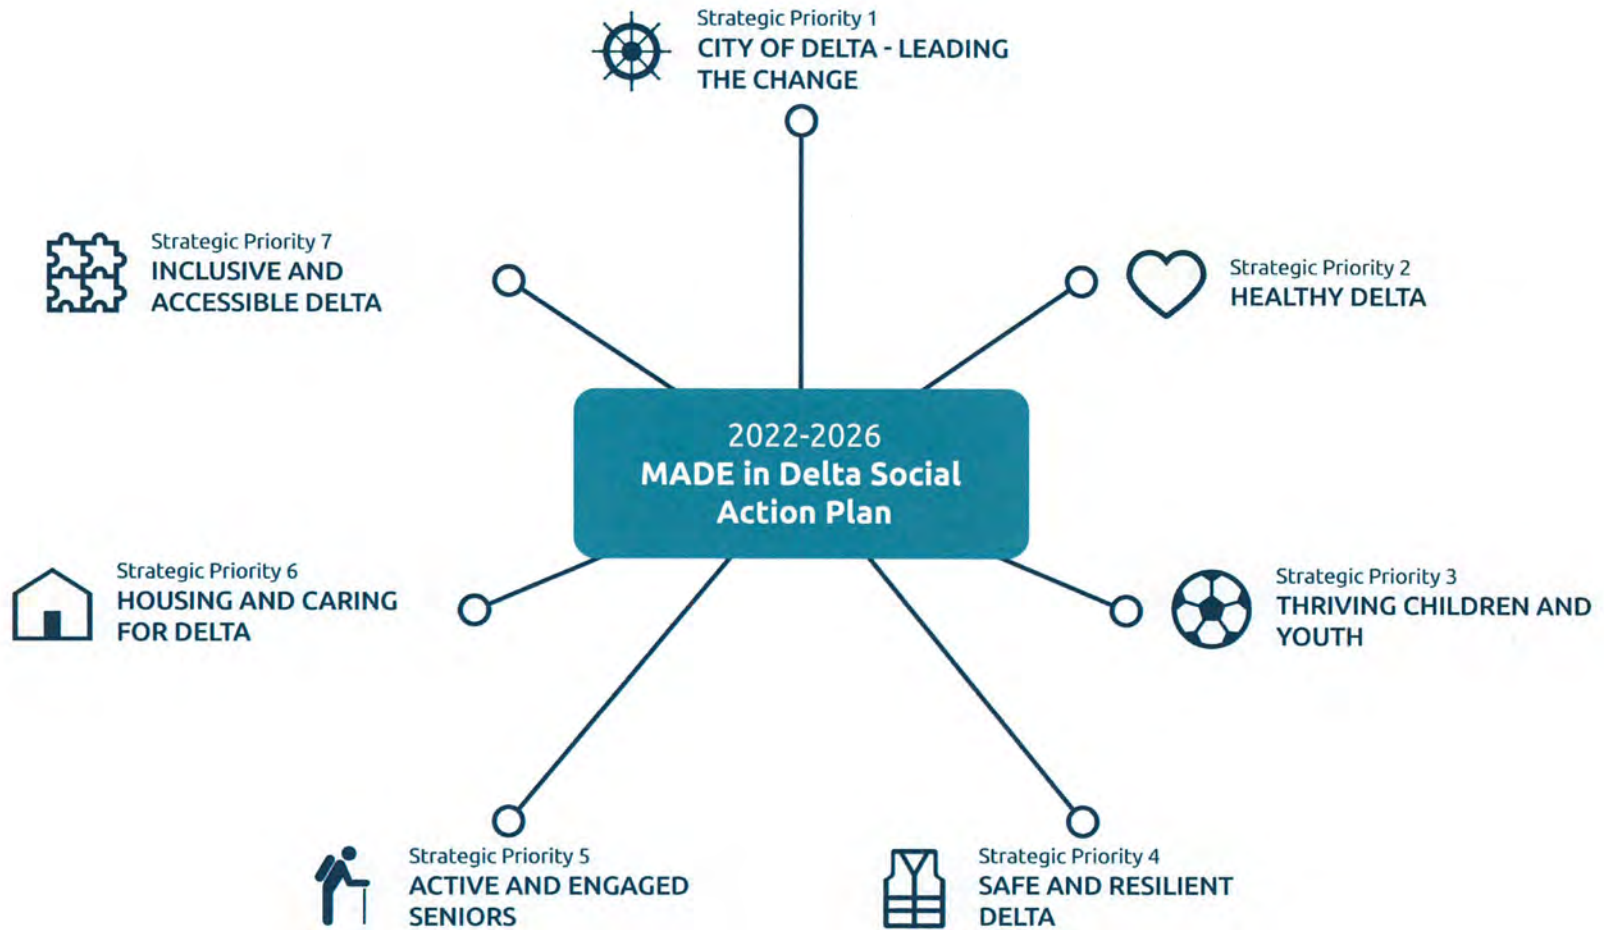 Strategic Priority 1
CITY OF DELTA - LEADING
THE CHANGE
Strategic Priority 7
INCLUSIVE AND
ACCESSIBLE DELTA
Strategic Priority 2
HEALTHY DELTA
2022-2026
MADE in Delta Social
Action Plan
Strategic Priority 6
HOUSING AND CARING
FOR DELTA
Strategic Priority 3
THRIVING CHILDREN AND
YOUTH
Strategic Priority 5
ACTIVE AND ENGAGED
SENIORS
Strategic Priority 4
SAFE AND RESILIENT
DELTA